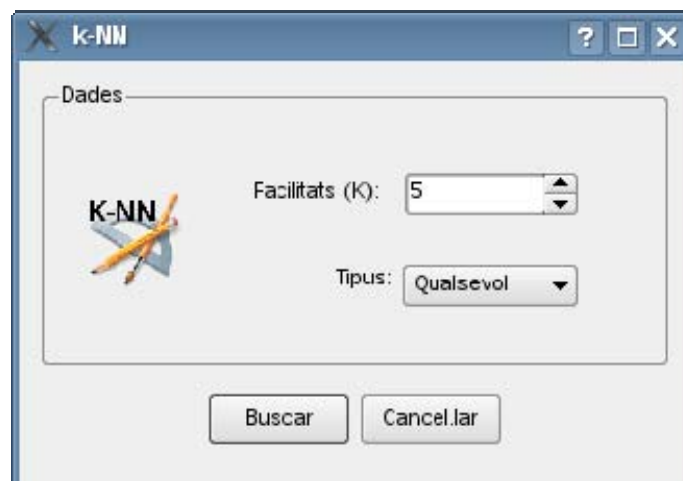 k-NN
Dades
K-NN
Facilitats (K): 5
Tipus: Qualsevol
Buscar Cancel.lar